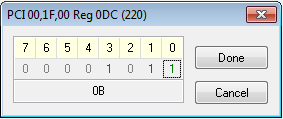 PCI 00,1F,00 Reg 0DC (220)
7 6 5 4 3 2 1 0
0 0 0 0 1 0 1 1
0B
Done
Cancel